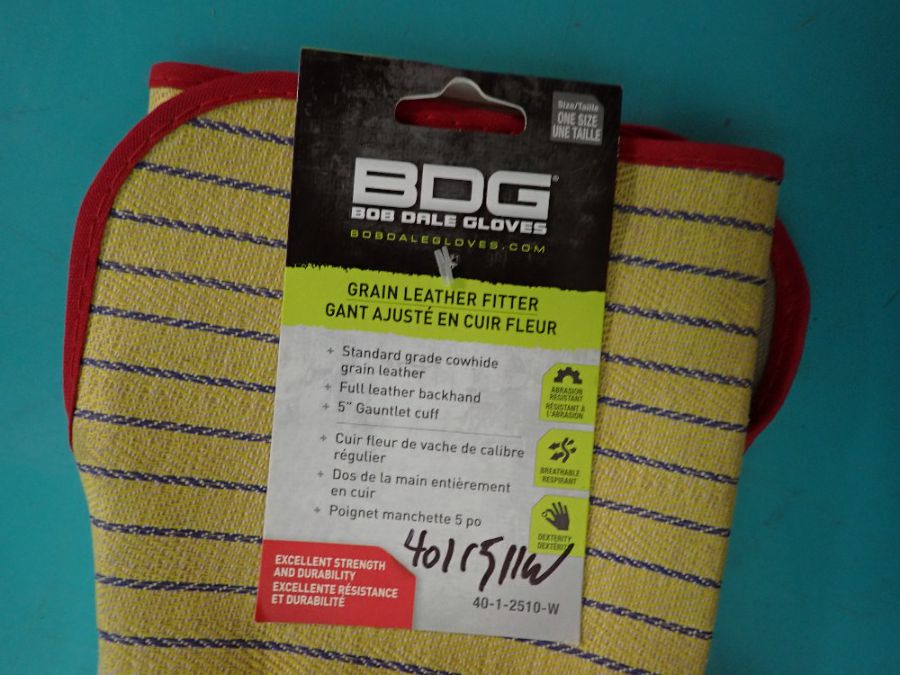 Size/Taille
ONE SIZE
UNE TAILLE
BDG®
BOB DALE GLOVES
BOBDALEGLOVES.COM
GRAIN LEATHER FITTER
GANT AJUSTÉ EN CUIR FLEUR
+ Standard grade cowhide
grain leather
+ Full leather backhand
+ 5" Gauntlet cuff
+ Cuir fleur de vache de calibre
régulier
+ Dos de la main entièrement
en cuir
+ Poignet manchette 5 po
ABRASION
RESISTANT
RÉSISTANT À
L'ABRASION
BREATHABLE
RESPIRANT
DEXTERITY
DEXTÉRITÉ
EXCELLENT STRENGTH
AND DURABILITY
EXCELLENTE RÉSISTANCE
ET DURABILITÉ
40-1-2510-W